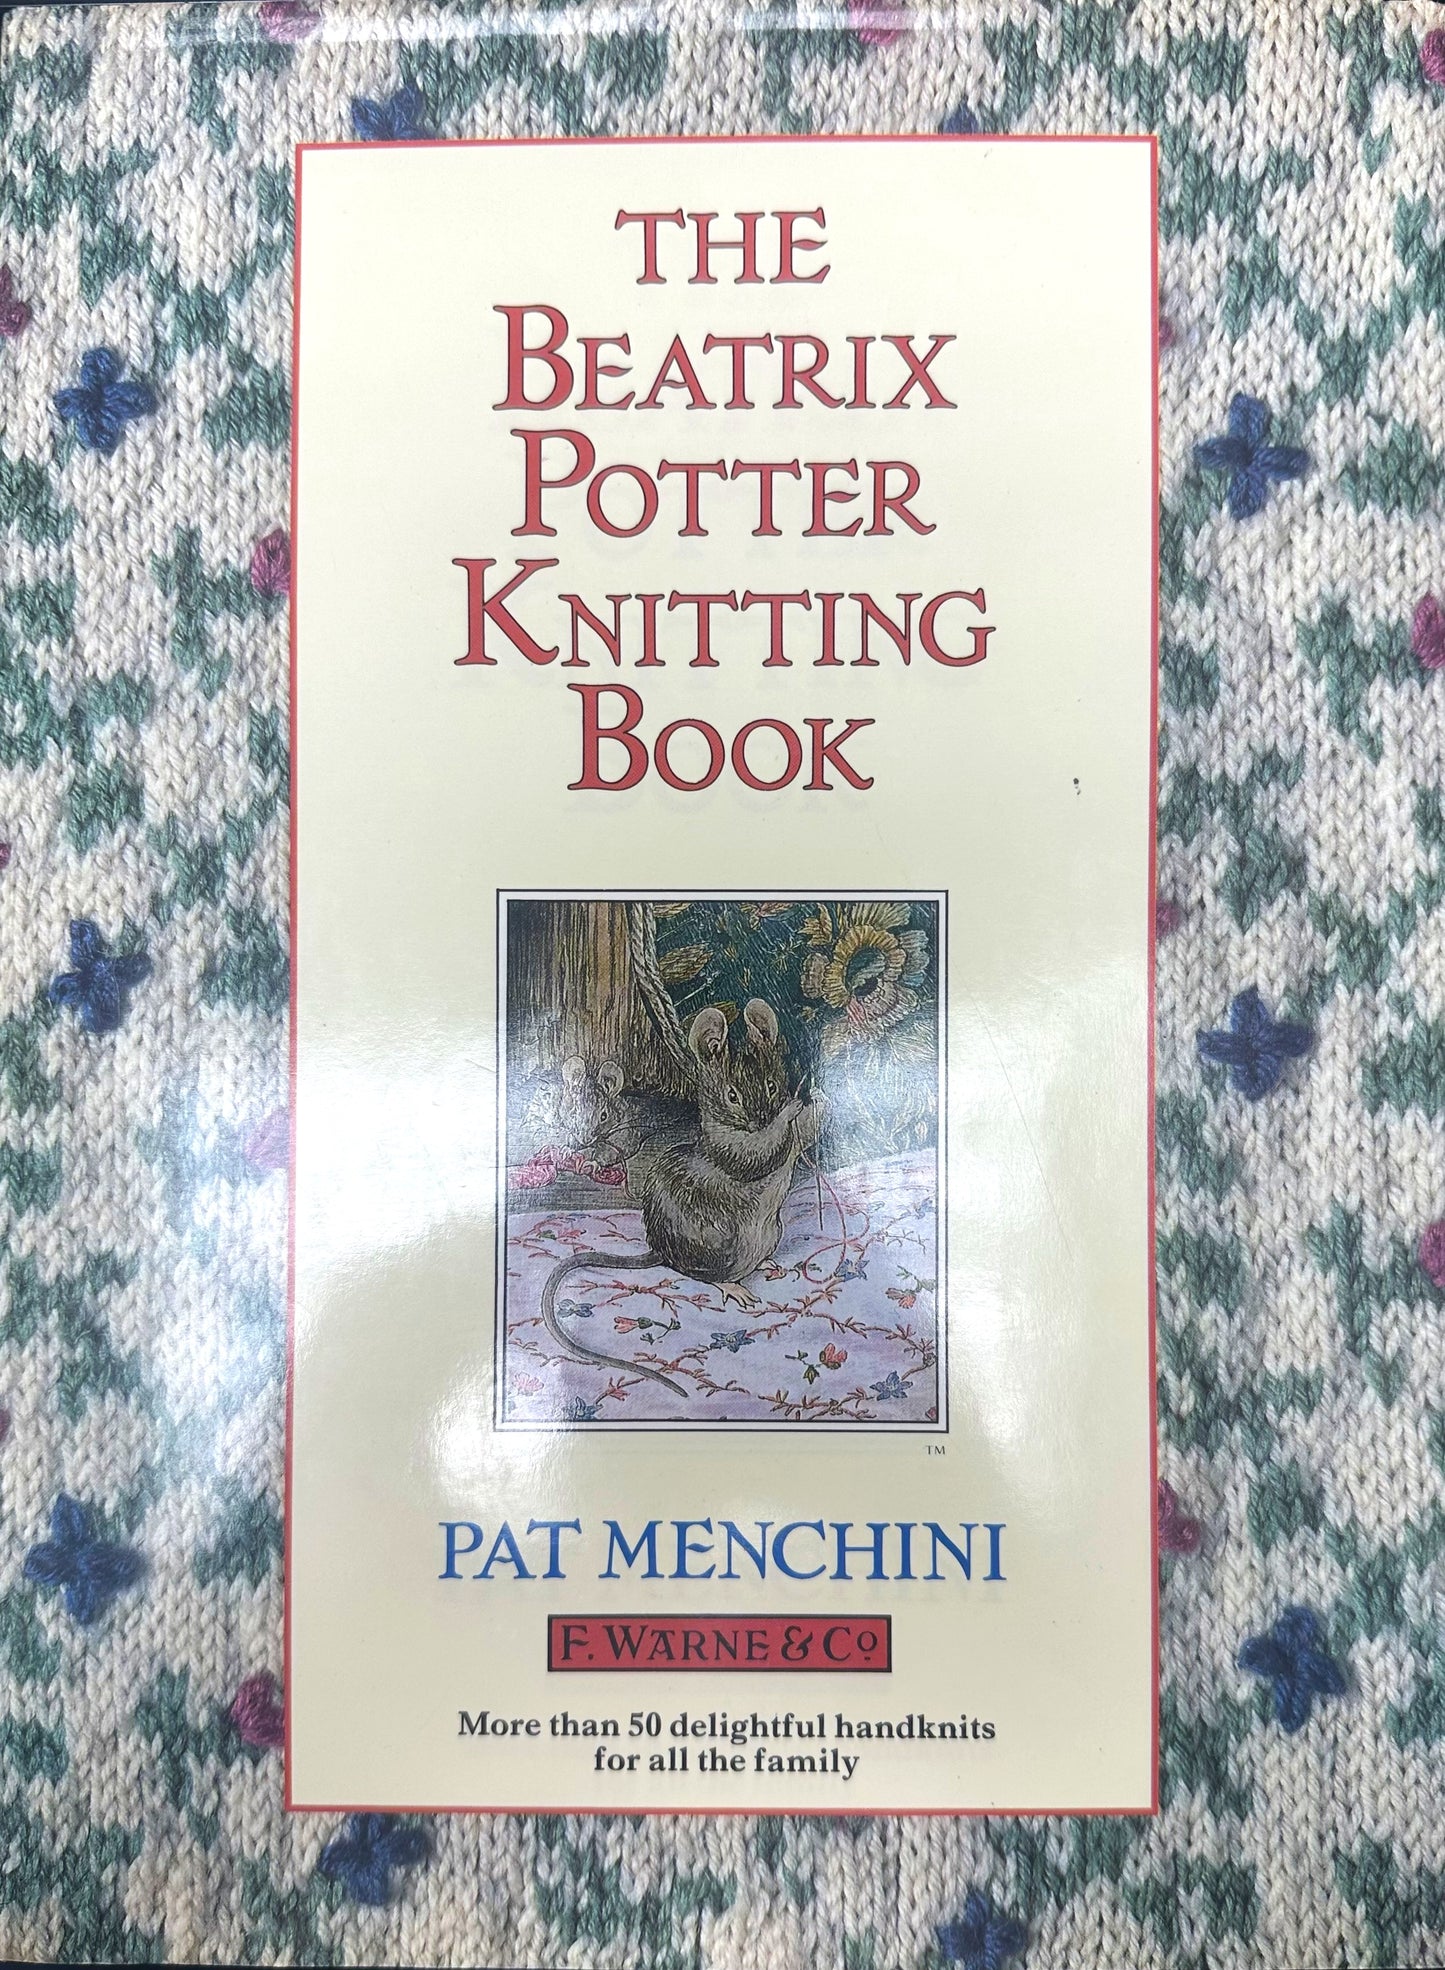 THE
BEATRIX
POTTER
KNITTING
BOOK
TM
PAT MENCHINI
F. WARNE & Cº
More than 50 delightful handknits
for all the family